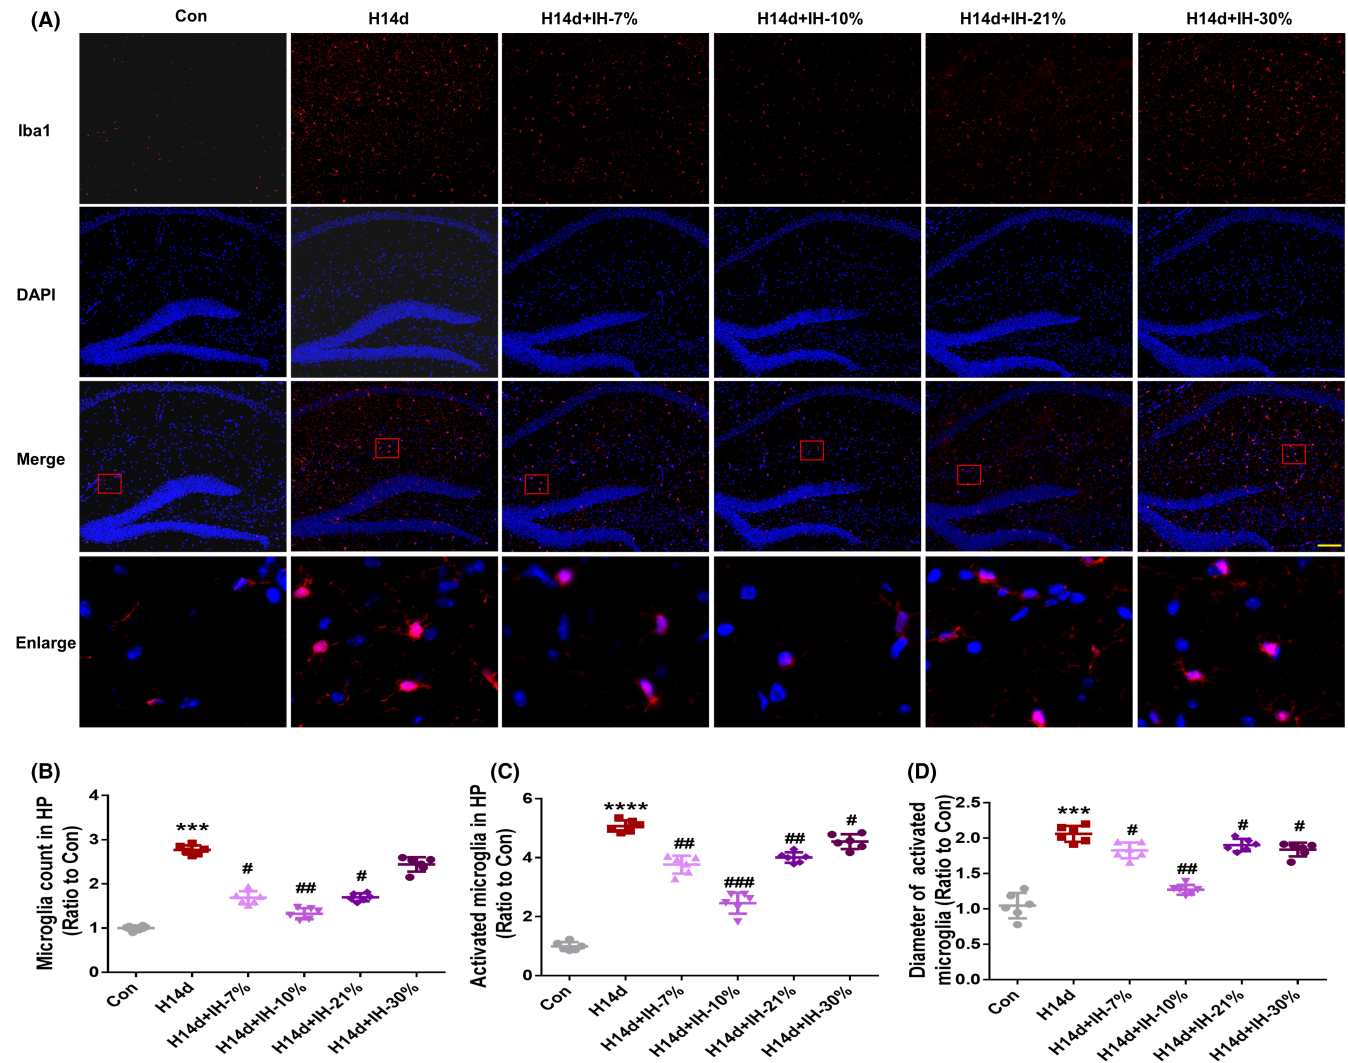 (A)
Con
H14d
H14d+IH-7%
H14d+IH-10%
H14d+IH-21%
H14d+IH-30%
Iba1
DAPI
Merge
Enlarge
(B)
Microglia count in HP
(Ratio to Con)
4
3
2
1
0
***
#
##
#
Con
H14d
H14d+IH-7%
H14d+IH-10%
H14d+IH-21%
H14d+IH-30%
(C)
Activated microglia in HP
(Ratio to Con)
6
4
2
0
****
##
###
##
#
Con
H14d
H14d+IH-7%
H14d+IH-10%
H14d+IH-21%
H14d+IH-30%
(D)
Diameter of activated
microglia (Ratio to Con)
2.5
2.0
1.5
1.0
0.5
0.0
***
#
##
#
#
Con
H14d
H14d+IH-7%
H14d+IH-10%
H14d+IH-21%
H14d+IH-30%